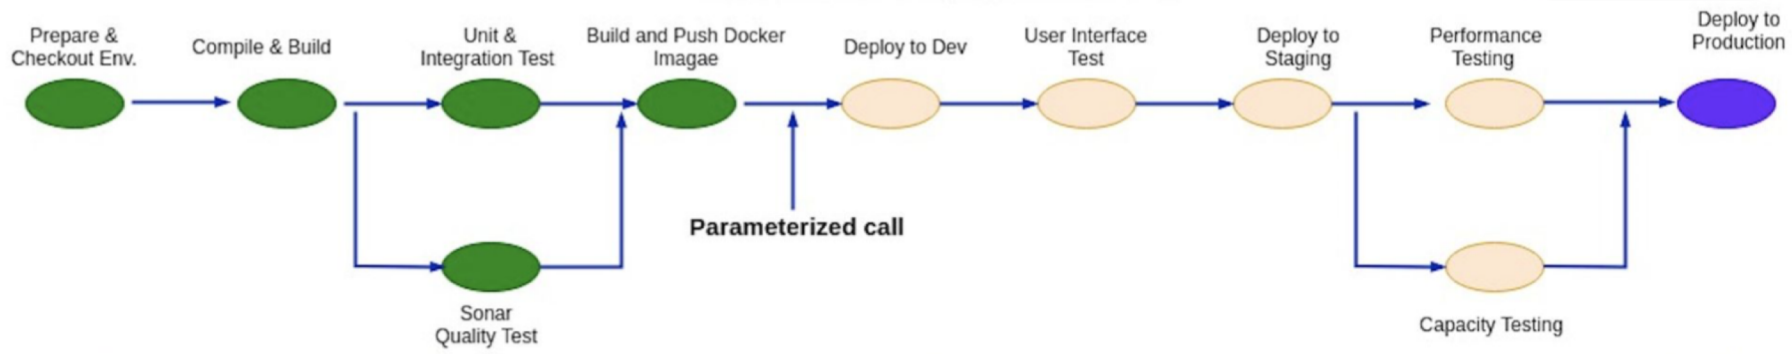 Prepare &
Checkout Env.
Compile & Build
Unit &
Integration Test
Build and Push Docker
Imagae
Deploy to Dev
User Interface
Test
Deploy to
Staging
Performance
Testing
Deploy to
Production
Parameterized call
Sonar
Quality Test
Capacity Testing